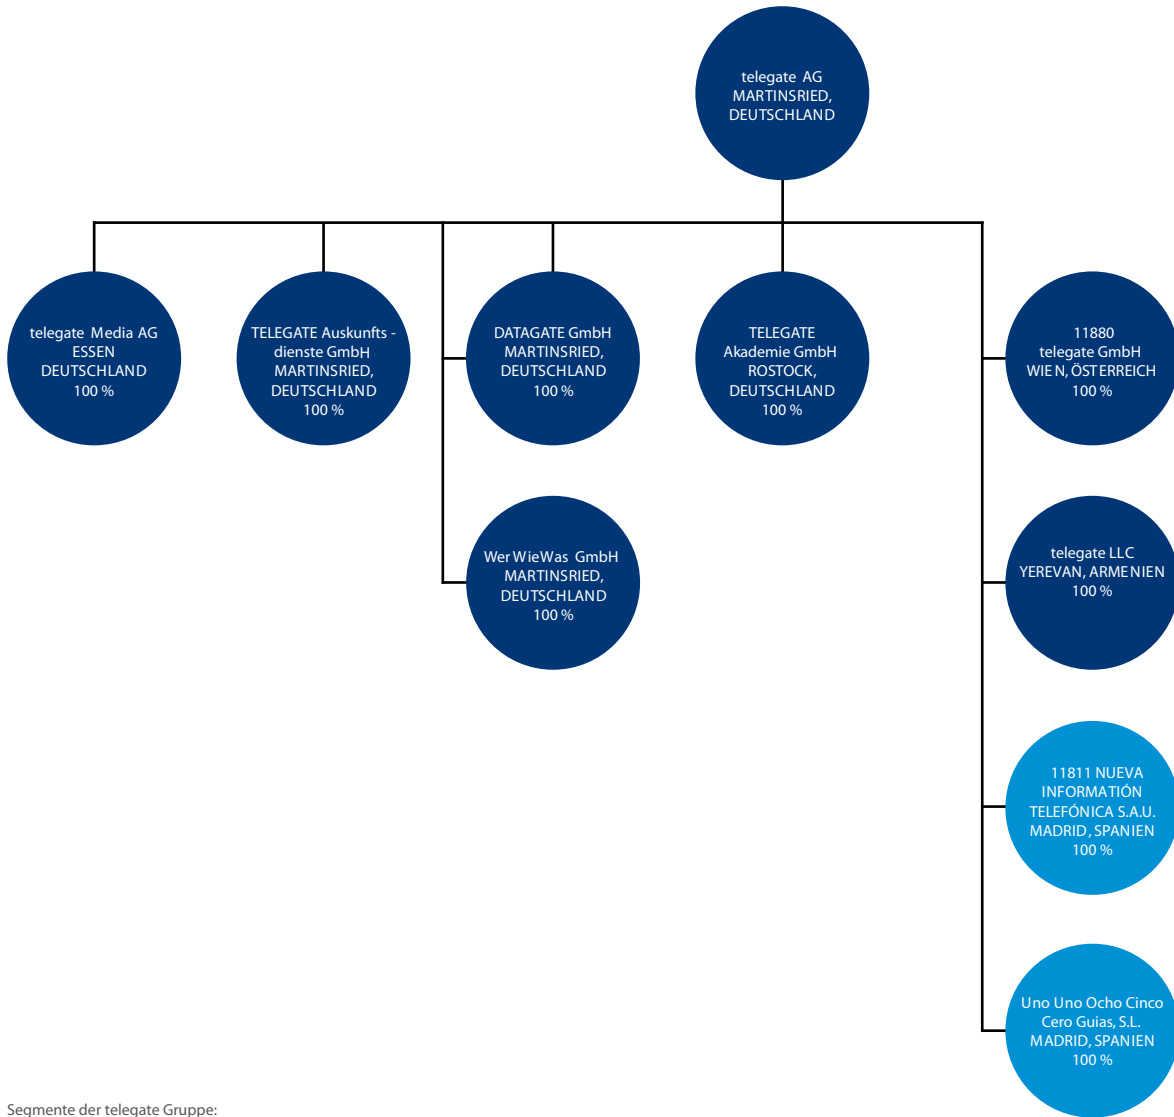 telegate AG
MARTINSRIED,
DEUTSCHLAND
telegate Media AG
ESSEN
DEUTSCHLAND
100 %
TELEGATE Auskunfts -
dienste GmbH
MARTINSRIED,
DEUTSCHLAND
100 %
DATAGATE GmbH
MARTINSRIED,
DEUTSCHLAND
100 %
TELEGATE
Akademie GmbH
ROSTOCK,
DEUTSCHLAND
100 %
11880
telegate GmbH
WIEN, ÖSTERREICH
100 %
Wer WieWas GmbH
MARTINSRIED,
DEUTSCHLAND
100 %
telegate LLC
YEREVAN, ARMENIEN
100 %
11811 NUEVA
INFORMATIÓN
TELEFÓNICA S.A.U.
MADRID, SPANIEN
100 %
Uno Uno Ocho Cinco
Cero Guias, S.L.
MADRID, SPANIEN
100 %
Segmente der telegate Gruppe: